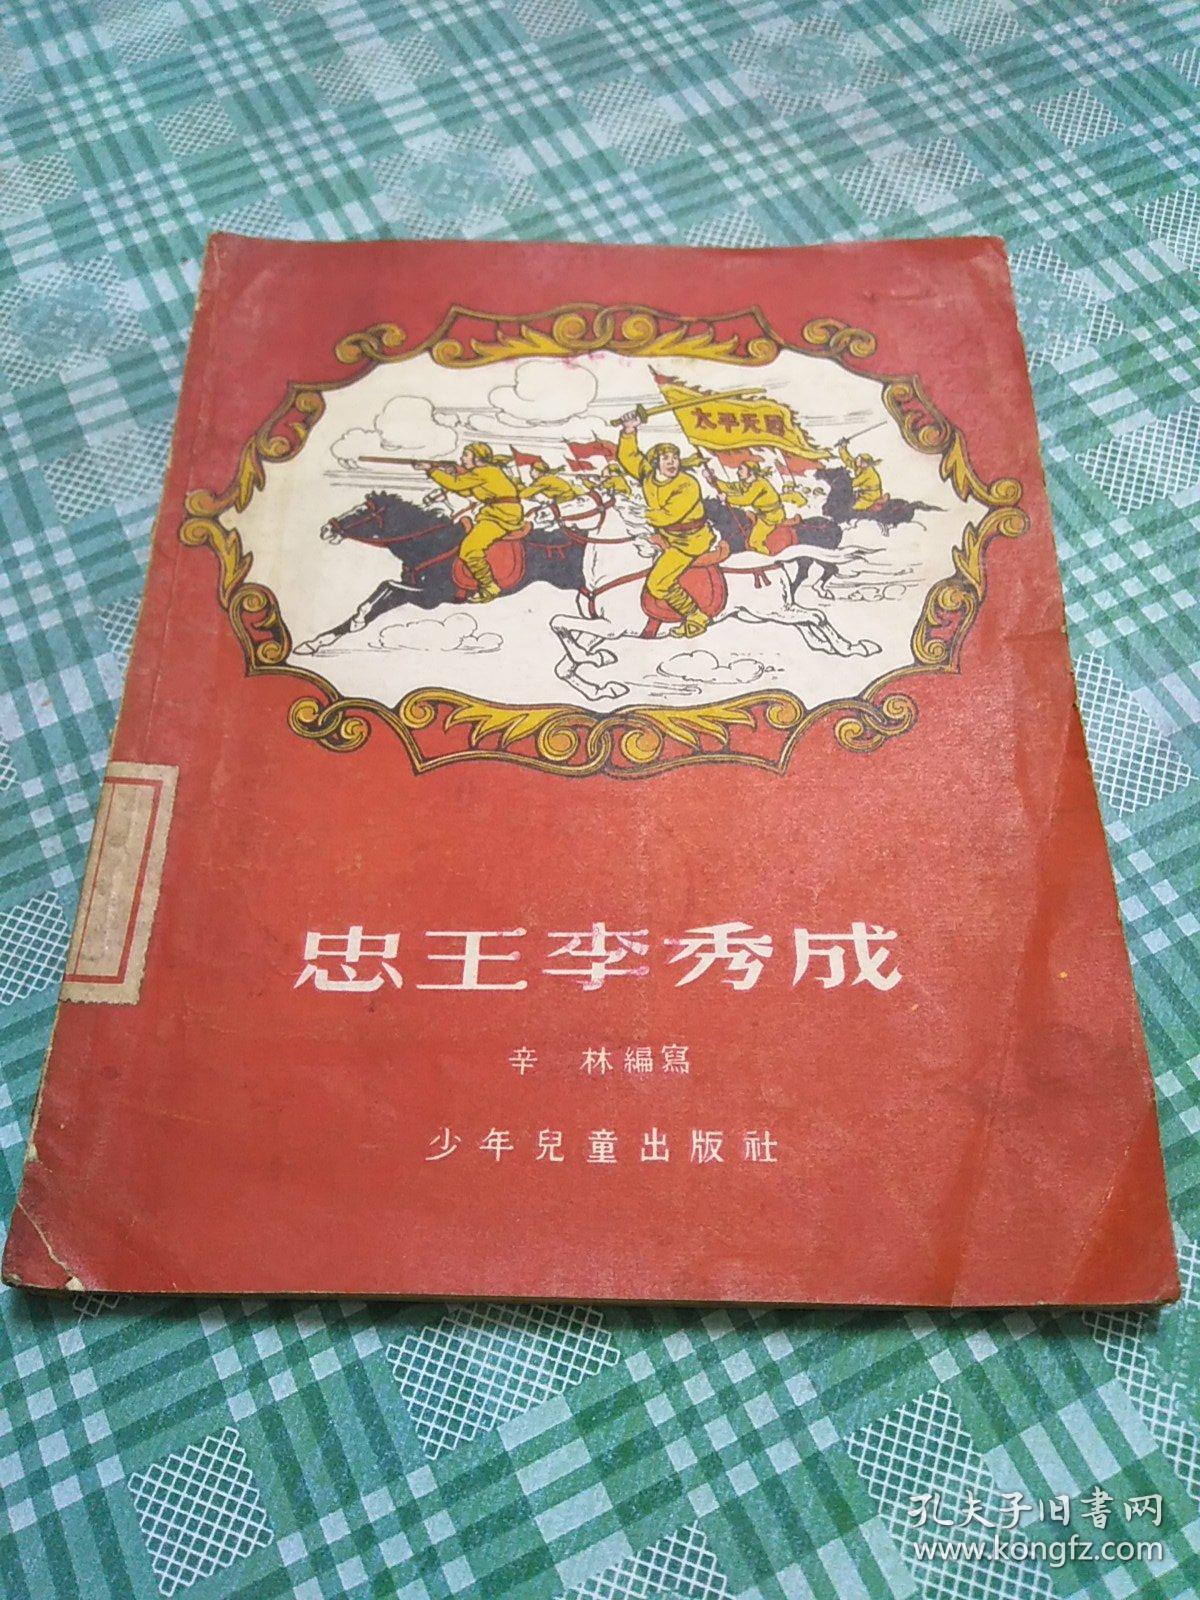 太平天國
忠王李秀成
辛 林編寫
少年兒童出版社
孔夫子旧書网
www.kongfz.com